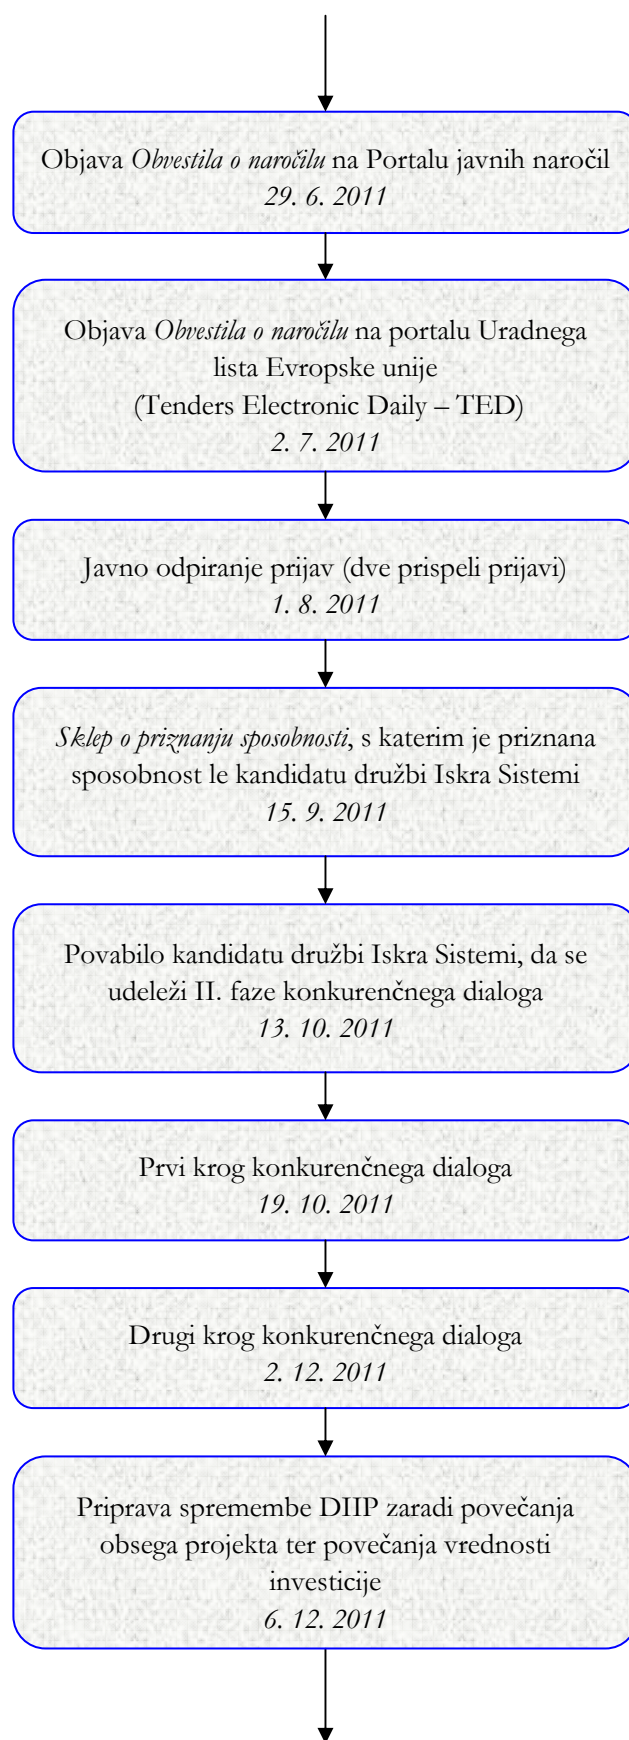 Objava Obvestila o naročilu na Portalu javnih naročil
29. 6. 2011
Objava Obvestila o naročilu na portalu Uradnega
lista Evropske unije
(Tenders Electronic Daily – TED)
2. 7. 2011
Javno odpiranje prijav (dve prispeli prijavi)
1. 8. 2011
Sklep o priznanju sposobnosti, s katerim je priznana
sposobnost le kandidatu družbi Iskra Sistemi
15. 9. 2011
Povabilo kandidatu družbi Iskra Sistemi, da se
udeleži II. faze konkurenčnega dialoga
13. 10. 2011
Prvi krog konkurenčnega dialoga
19. 10. 2011
Drugi krog konkurenčnega dialoga
2. 12. 2011
Priprava spremembe DIIP zaradi povečanja
obsega projekta ter povečanja vrednosti
investicije
6. 12. 2011